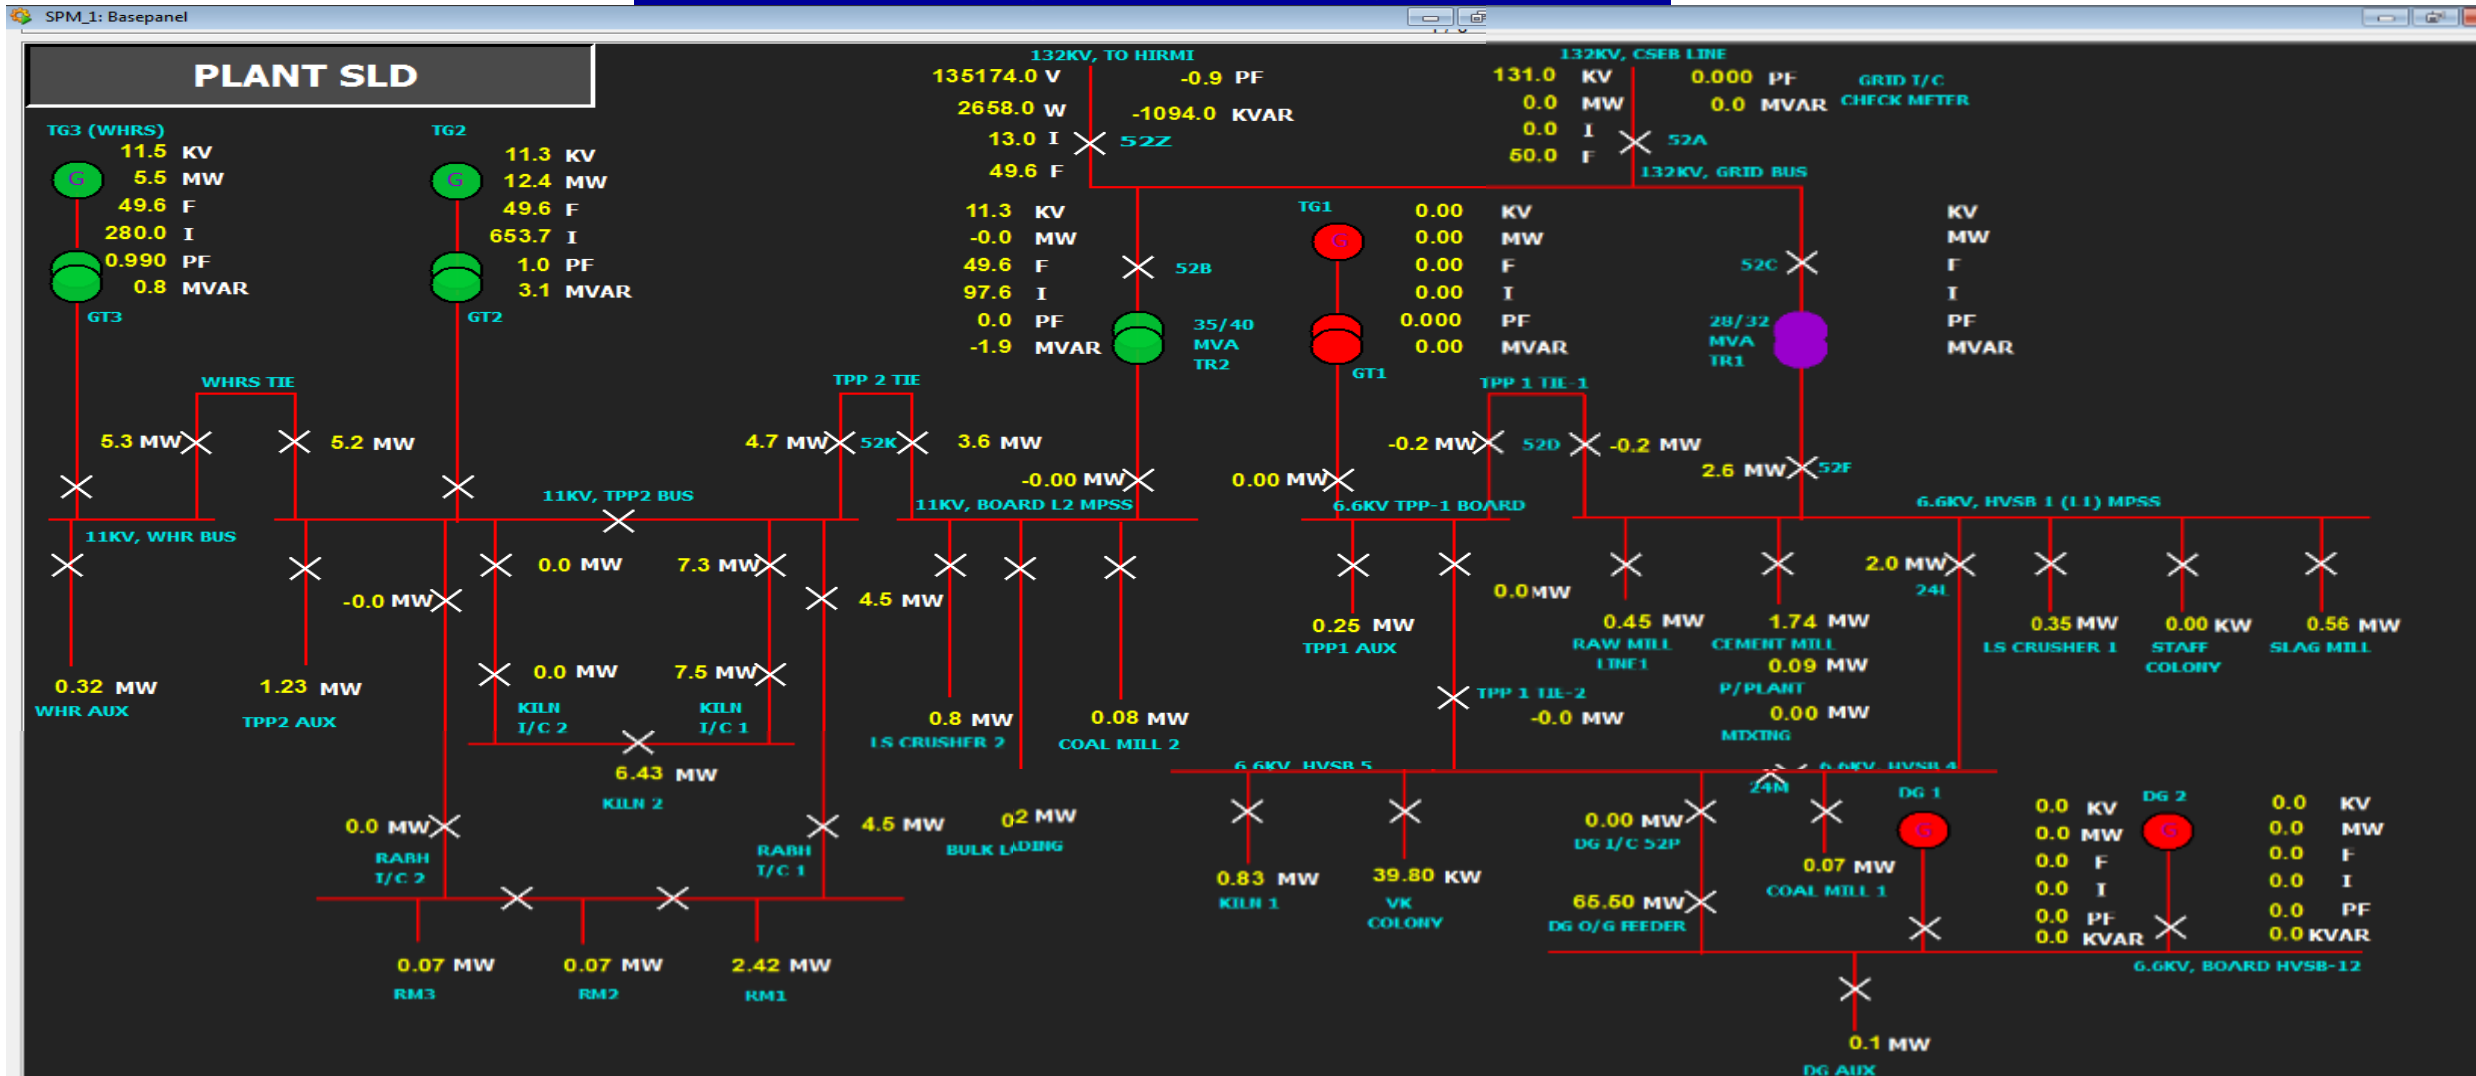 SPM_1: Basepanel
PLANT SLD
132KV, TO HIRMI
135174.0 V
-0.9 PF
2658.0 W
-1094.0 KVAR
13.0 I
52Z
49.6 F
132KV, CSEB LINE
131.0 KV
0.000 PF
GRID I/C
CHECK METER
0.0 MW
0.0 MVAR
0.0 I
52A
50.0 F
132KV, GRID BUS
TG3 (WHRS)
11.5 KV
G
5.5 MW
49.6 F
280.0 I
0.990 PF
0.8 MVAR
GT3
TG2
11.3 KV
G
12.4 MW
49.6 F
653.7 I
1.0 PF
3.1 MVAR
GT2
11.3 KV
-0.0 MW
49.6 F
52B
97.6 I
0.0 PF
-1.9 MVAR
35/40
MVA
TR2
TG1
G
0.00 KV
0.00 MW
0.00 F
0.00 I
0.000 PF
0.00 MVAR
GT1
52C
28/32
MVA
TR1
KV
MW
F
I
PF
MVAR
WHRS TIE
5.3 MW
5.2 MW
TPP 2 TIE
4.7 MW
52K
3.6 MW
-0.00 MW
0.00 MW
TPP 1 TIE-1
-0.2 MW
52D
-0.2 MW
2.6 MW
52F
11KV, WHR BUS
11KV, TPP2 BUS
11KV, BOARD L2 MPSS
6.6KV TPP-1 BOARD
6.6KV, HVSB 1 (L1) MPSS
0.32 MW
WHR AUX
1.23 MW
TPP2 AUX
-0.0 MW
0.0 MW
7.3 MW
4.5 MW
0.0 MW
7.5 MW
KILN
I/C 2
KILN
I/C 1
6.43 MW
KILN 2
0.0 MW
RABH
I/C 2
4.5 MW
RABH
I/C 1
0.07 MW
RM3
0.07 MW
RM2
2.42 MW
RM1
0.8 MW
LS CRUSHER 2
0.08 MW
COAL MILL 2
2 MW
BULK
0.25 MW
TPP1 AUX
0.0MW
TPP 1 TIE-2
-0.0 MW
0.45 MW
RAW MILL
LINE1
1.74 MW
CEMENT MILL
0.09 MW
P/PLANT
0.00 MW
MIXING
2.0 MW
24L
0.35 MW
LS CRUSHER 1
0.00 KW
STAFF
COLONY
0.56 MW
SLAG MILL
6.6KV, HVSB 5
6.6KV, HVSB 4
24M
0.83 MW
KILN 1
39.80 KW
VK
COLONY
0.00 MW
DG I/C 52P
65.50 MW
DG O/G FEEDER
0.07 MW
COAL MILL 1
DG 1
G
0.0 KV
0.0 MW
0.0 F
0.0 I
0.0 PF
0.0 KVAR
DG 2
G
0.0 KV
0.0 MW
0.0 F
0.0 I
0.0 PF
0.0 KVAR
6.6KV, BOARD HVSB-12
0.1 MW
DG AUX